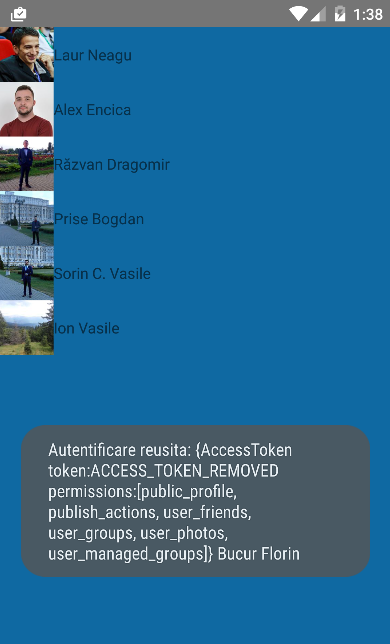 1:38
Laur Neagu
Alex Encica
Răzvan Dragomir
Prise Bogdan
Sorin C. Vasile
Ion Vasile
Autentificare reusita: {AccessToken
token:ACCESS_TOKEN_REMOVED
permissions:[public_profile,
publish_actions, user_friends,
user_groups, user_photos,
user_managed_groups]} Bucur Florin